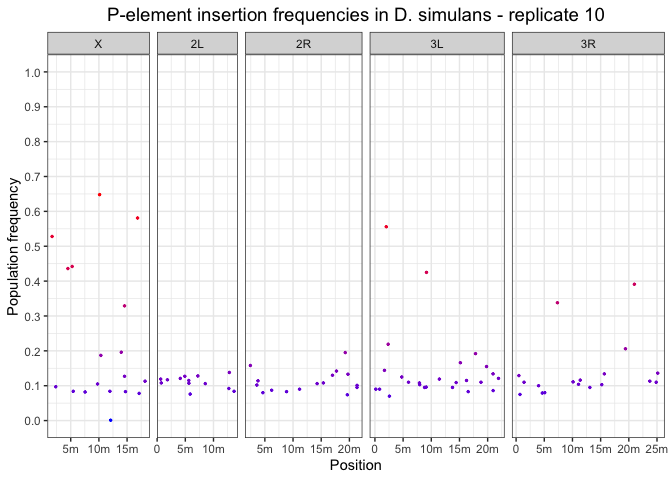 P-element insertion frequencies in D. simulans - replicate 10
X 2L 2R 3L 3R
1.0
0.9
0.8
0.7
0.6
0.5
0.4
0.3
0.2
0.1
0.0
Population frequency
5m 10m 15m 0 5m 10m 5m 10m 15m 20m 0 5m 10m 15m 20m 0 5m 10m 15m 20m 25m
Position